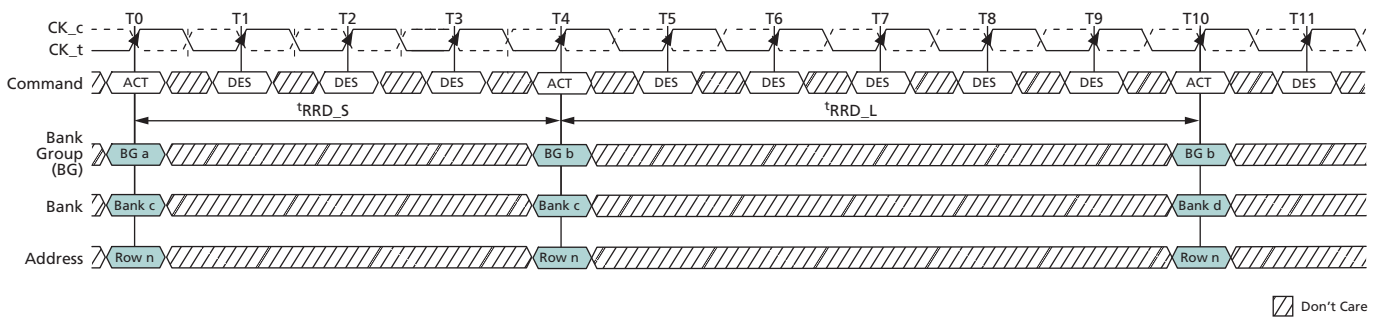 T0 T1 T2 T3 T4 T5 T6 T7 T8 T9 T10 T11
CK_c
CK_t
Command ACT DES DES DES ACT DES DES DES DES DES ACT DES
tRRD_S tRRD_L
Bank
Group
(BG)
BG a BG b BG b
Bank Bank c Bank c Bank d
Address Row n Row n Row n
Don't Care